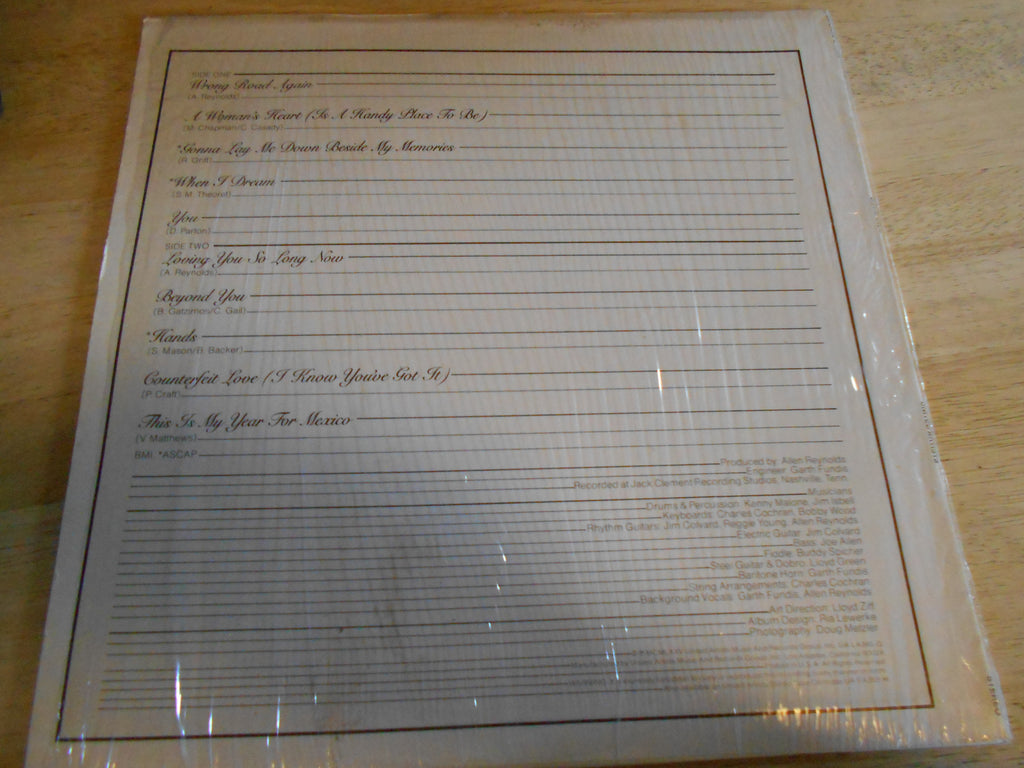 SIDE ONE
Wrong Road Again
(A. Reynolds)
A Woman's Heart (Is A Handy Place To Be)
(M. Chapman/C. Casady)
*Gonna Lay Me Down Beside My Memories
(R. Griff)
*When I Dream
(S.M. Theoret)
You
(D. Parton)
SIDE TWO
Loving You So Long Now
(A. Reynolds)
Beyond You
(B. Gatzimos/C. Gail)
*Hands
(S. Mason/B. Backer)
Counterfeit Love (I Know You've Got It)
(P. Craft)
This Is My Year For Mexico
(V. Matthews)
BMI *ASCAP
Produced by: Allen Reynolds
Engineer: Garth Fundis
Recorded at Jack Clement Recording Studios, Nashville, Tenn.
Musicians
Drums & Percussion: Kenny Malone, Jim Isbell
Keyboards: Charles Cochran, Bobby Wood
Rhythm Guitars: Jim Colvard, Reggie Young, Allen Reynolds
Electric Guitar: Jim Colvard
Bass: Joe Allen
Fiddle: Buddy Spicher
Steel Guitar & Dobro: Lloyd Green
Baritone Horn: Garth Fundis
String Arrangements: Charles Cochran
Background Vocals: Garth Fundis, Allen Reynolds
Art Direction: Lloyd Ziff
Album Design: Ria Lewerke
Photography: Doug Metzler